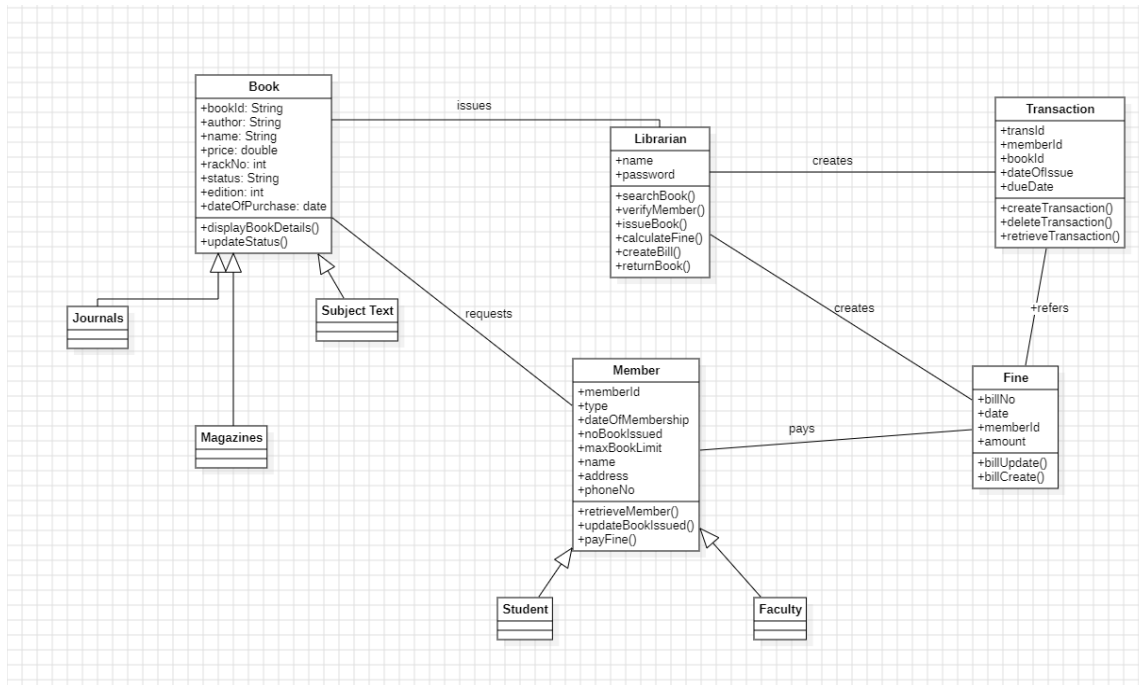 Book
+bookId: String
+author: String
+name: String
+price: double
+rackNo: int
+status: String
+edition: int
+dateOfPurchase: date
+displayBookDetails()
+updateStatus()
issues
Librarian
+name
+password
+searchBook()
+verifyMember()
+issueBook()
+calculateFine()
+createBill()
+returnBook()
creates
Transaction
+transId
+memberId
+bookId
+dateOfIssue
+dueDate
+createTransaction()
+deleteTransaction()
+retrieveTransaction()
Journals
Subject Text
requests
creates
+refers
Magazines
Member
+memberId
+type
+dateOfMembership
+noBookIssued
+maxBookLimit
+name
+address
+phoneNo
+retrieveMember()
+updateBookIssued()
+payFine()
pays
Fine
+billNo
+date
+memberId
+amount
+billUpdate()
+billCreate()
Student
Faculty